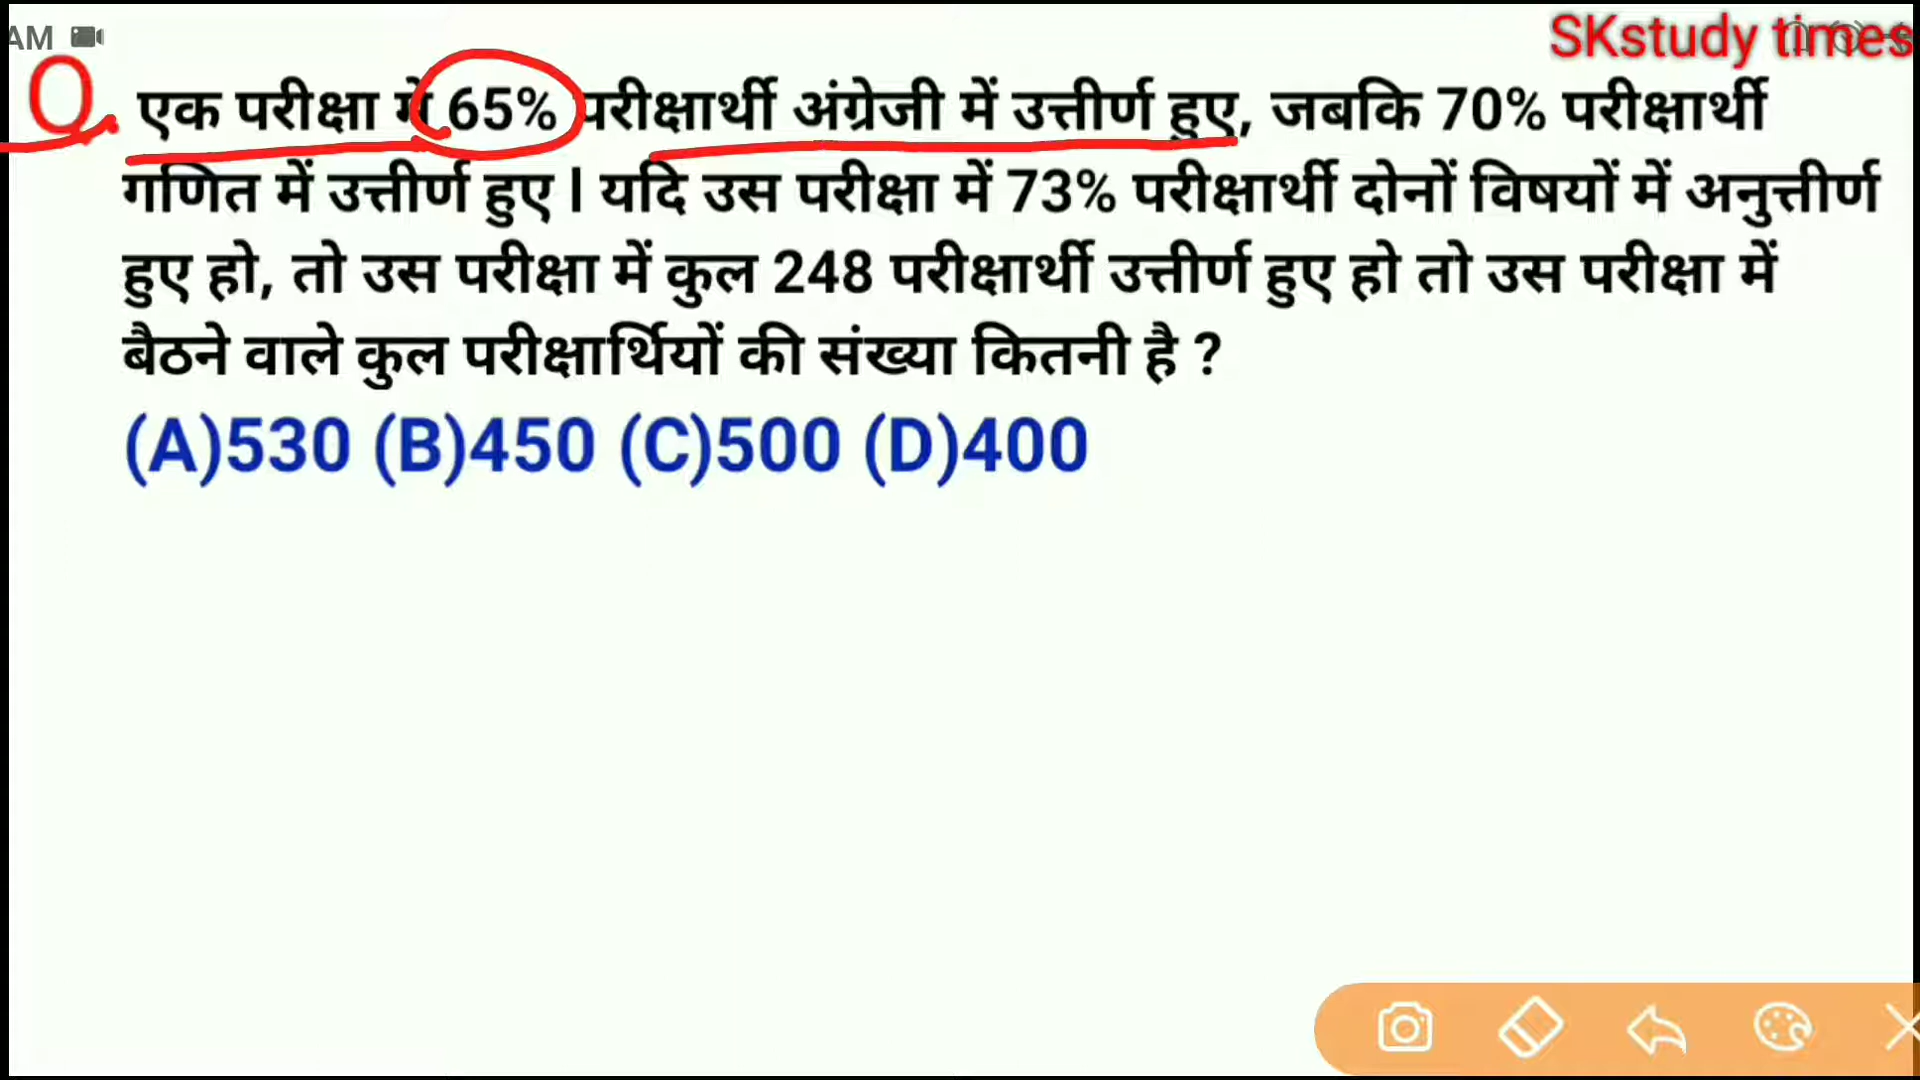 AM
SKstudy times
Q. एक परीक्षा में 65% परीक्षार्थी अंग्रेजी में उत्तीर्ण हुए, जबकि 70% परीक्षार्थी
गणित में उत्तीर्ण हुए l यदि उस परीक्षा में 73% परीक्षार्थी दोनों विषयों में अनुत्तीर्ण
हुए हो, तो उस परीक्षा में कुल 248 परीक्षार्थी उत्तीर्ण हुए हो तो उस परीक्षा में
बैठने वाले कुल परीक्षार्थियों की संख्या कितनी है ?
(A)530 (B)450 (C)500 (D)400